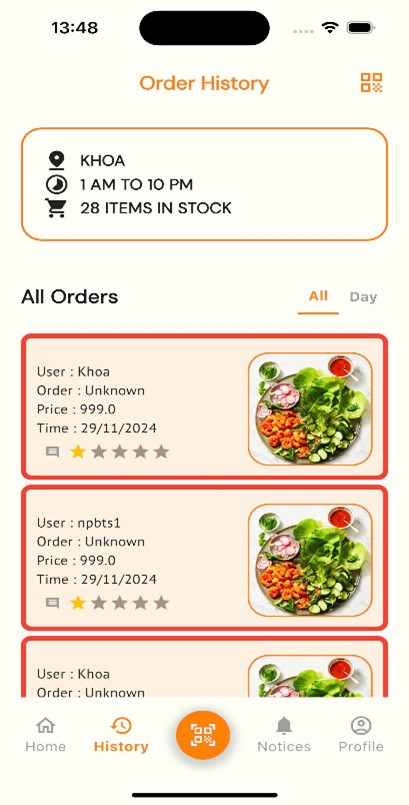 13:48
Order History
KHOA
1 AM TO 10 PM
28 ITEMS IN STOCK
All Orders
All
Day
User : Khoa
Order : Unknown
Price : 999.0
Time : 29/11/2024
User : npbts1
Order : Unknown
Price : 999.0
Time : 29/11/2024
User : Khoa
Order : Unknown
Home
History
Notices
Profile